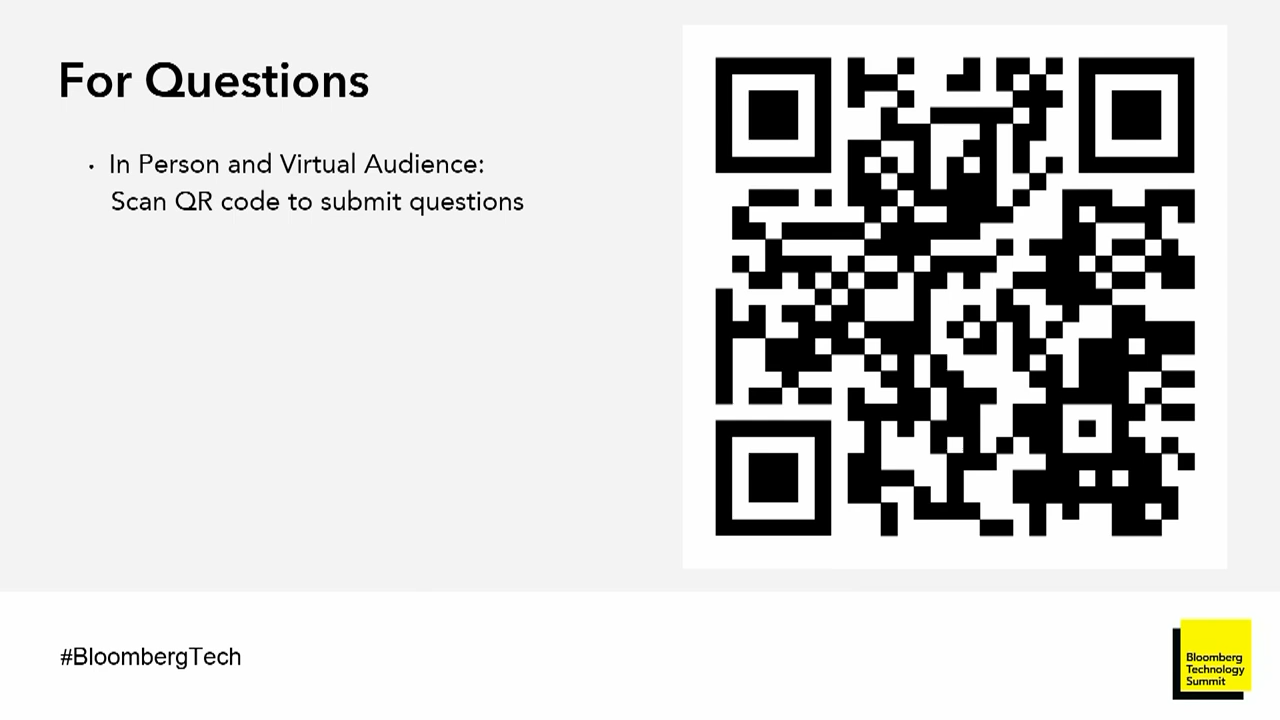 For Questions
· In Person and Virtual Audience:
Scan QR code to submit questions
#BloombergTech
Bloomberg
Technology
Summit